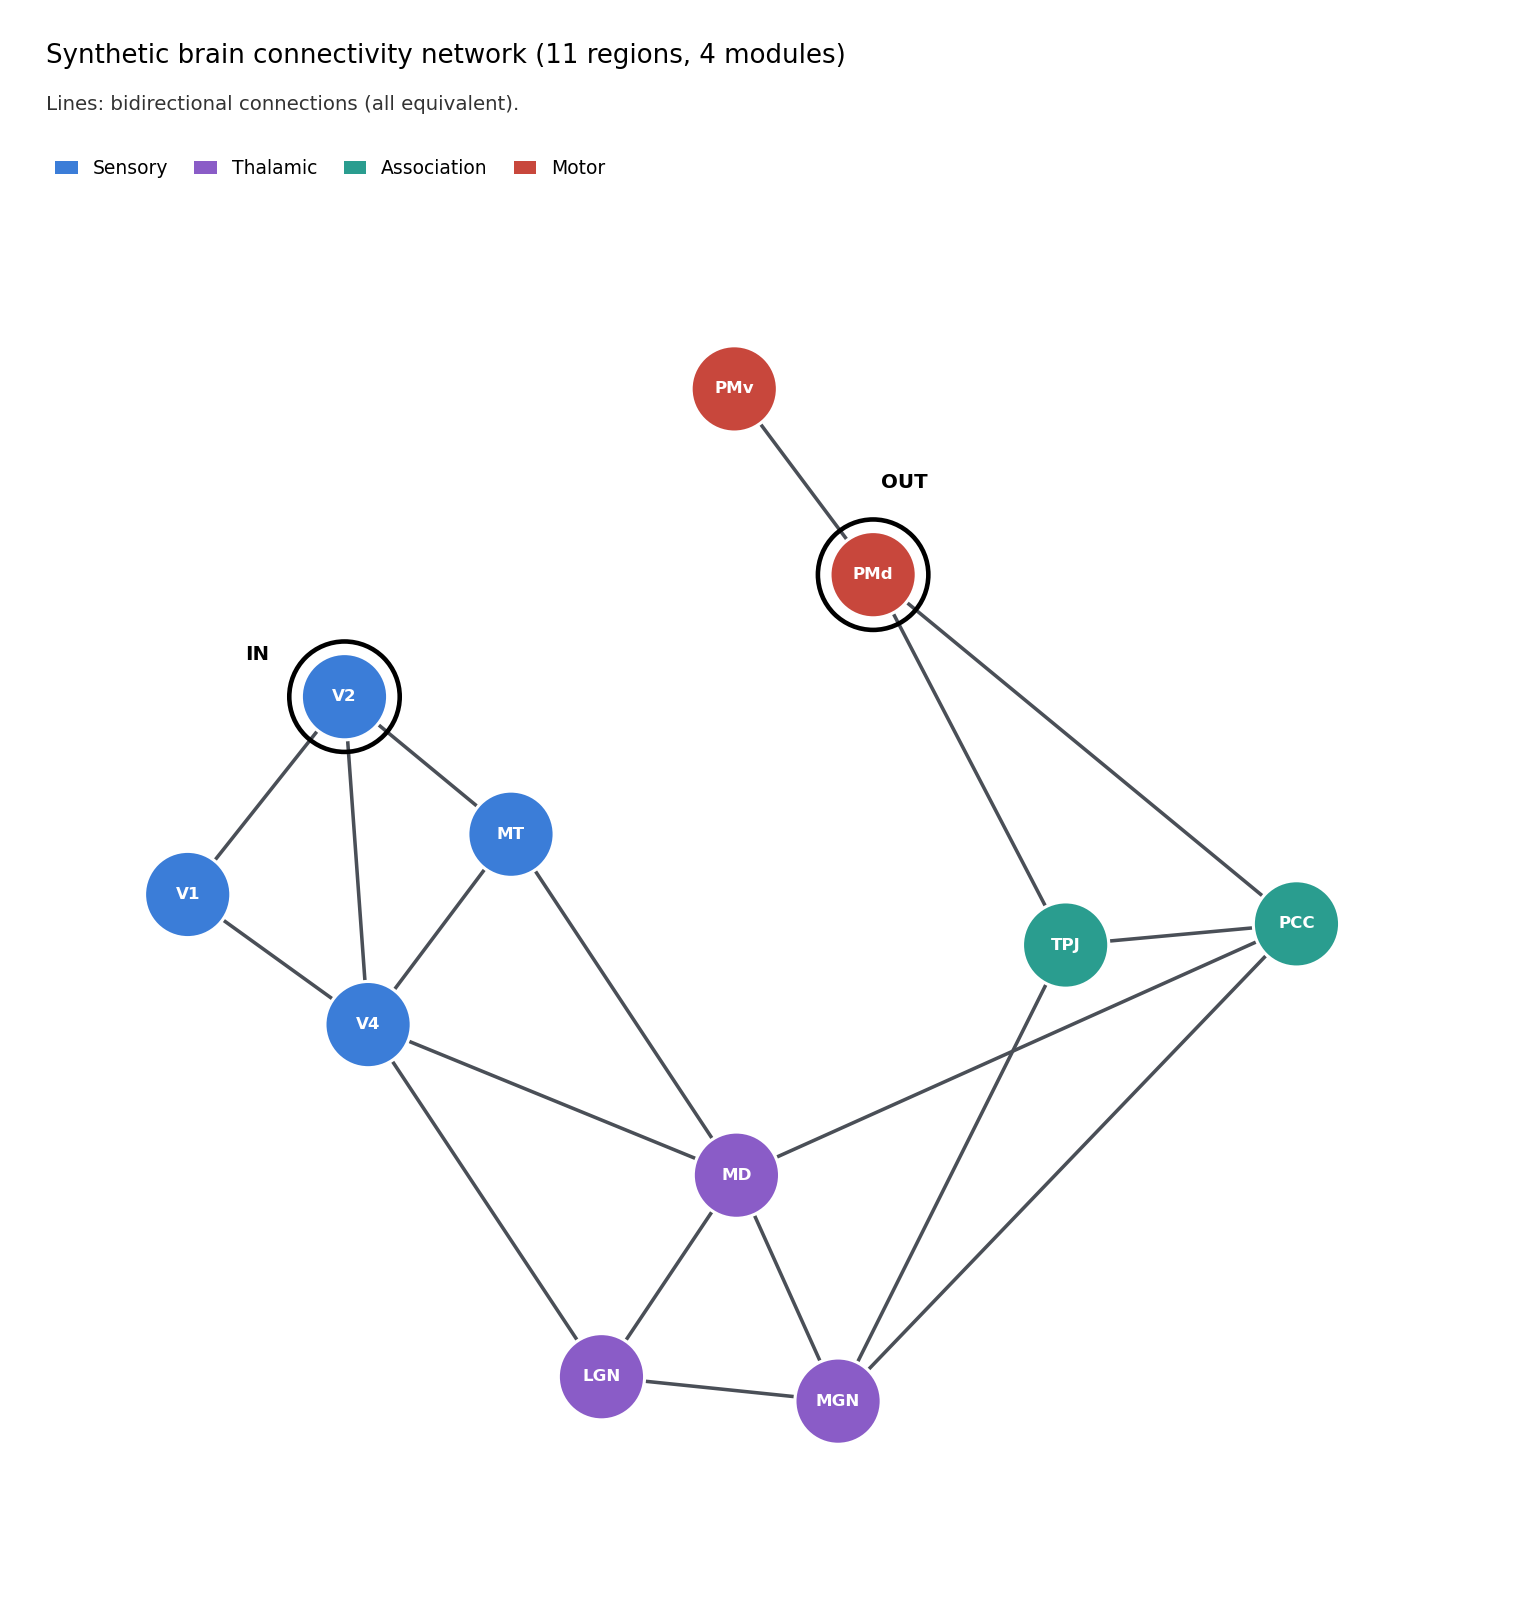 Synthetic brain connectivity network (11 regions, 4 modules)
Lines: bidirectional connections (all equivalent).
Sensory Thalamic Association Motor
PMv
OUT
PMd
IN
V2
MT
V1
PCC
TPJ
V4
MD
LGN
MGN